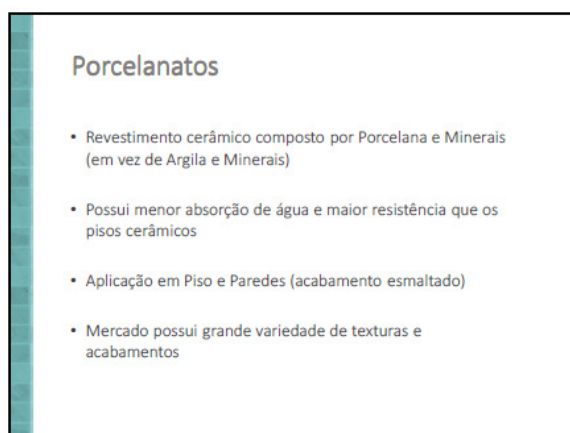 Porcelanatos
• Revestimento cerâmico composto por Porcelana e Minerais
(em vez de Argila e Minerais)
• Possui menor absorção de água e maior resistência que os
pisos cerâmicos
• Aplicação em Piso e Paredes (acabamento esmaltado)
• Mercado possui grande variedade de texturas e
acabamentos